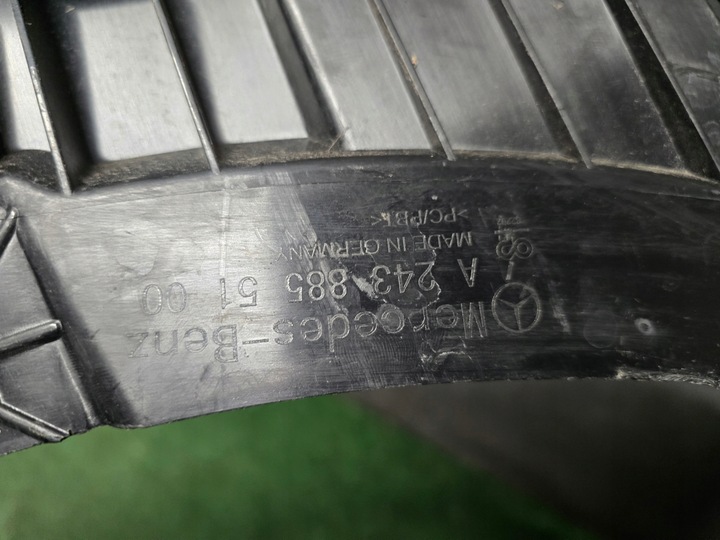 Mercedes-Benz
A 243 885 51 00
MADE IN GERMANY
>PC/PBT<